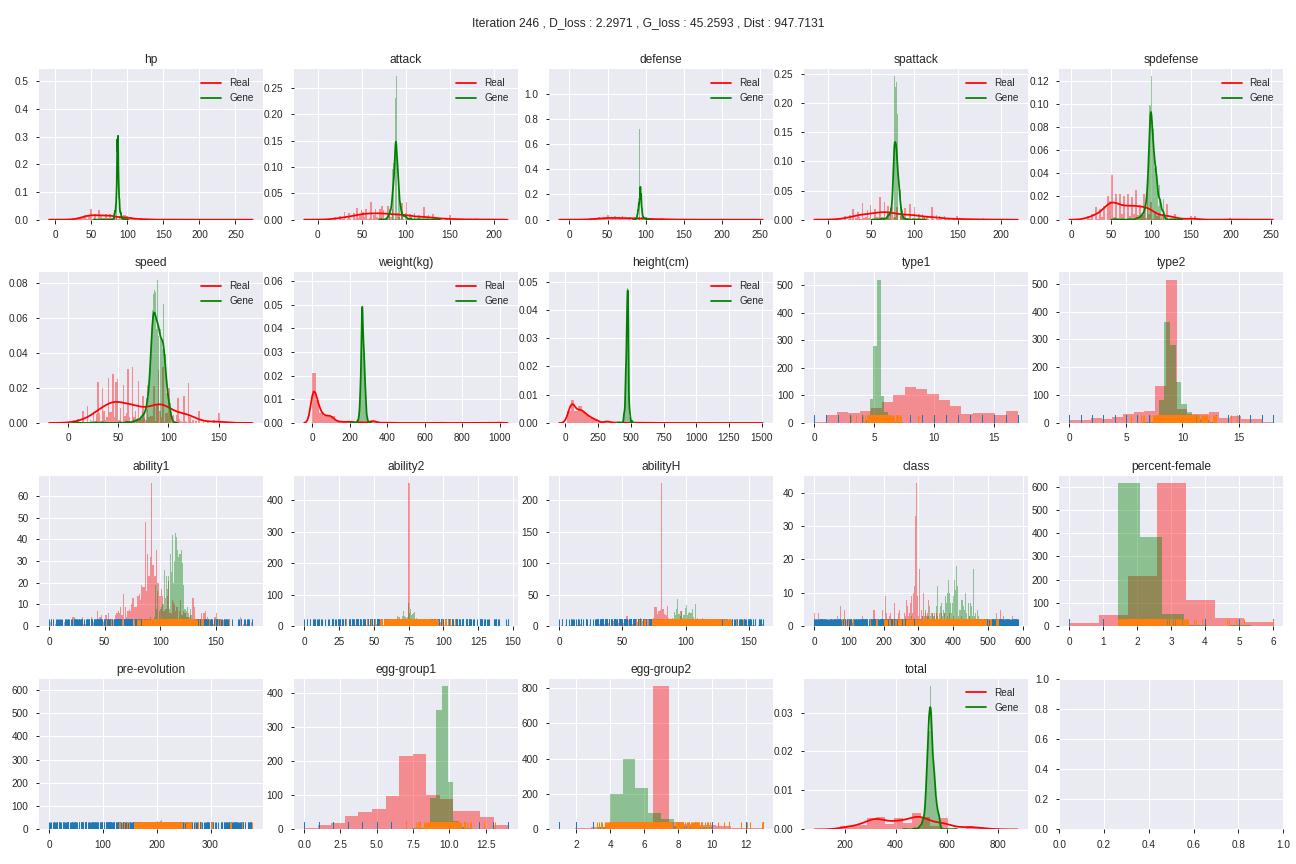 Iteration 246 , D_loss : 2.2971 , G_loss : 45.2593 , Dist : 947.7131
hp
attack
defense
spattack
spdefense
Real
Gene
Real
Gene
Real
Gene
Real
Gene
Real
Gene
0.5
0.4
0.3
0.2
0.1
0.0
0.25
0.20
0.15
0.10
0.05
0.00
1.0
0.8
0.6
0.4
0.2
0.0
0.25
0.20
0.15
0.10
0.05
0.00
0.12
0.10
0.08
0.06
0.04
0.02
0.00
0 50 100 150 200 250
0 50 100 150 200
0 50 100 150 200 250
0 50 100 150 200
0 50 100 150 200 250
speed
weight(kg)
height(cm)
type1
type2
Real
Gene
Real
Gene
Real
Gene
0.08
0.06
0.04
0.02
0.00
0.06
0.05
0.04
0.03
0.02
0.01
0.00
0.05
0.04
0.03
0.02
0.01
0.00
500
400
300
200
100
0
500
400
300
200
100
0
0 50 100 150
0 200 400 600 800 1000
0 250 500 750 1000 1250 1500
0 5 10 15
0 5 10 15
ability1
ability2
abilityH
class
percent-female
60
50
40
30
20
10
0
400
300
200
100
0
200
150
100
50
0
40
30
20
10
0
600
500
400
300
200
100
0
0 50 100 150
0 25 50 75 100 125 150
0 50 100 150
0 100 200 300 400 500 600
0 1 2 3 4 5 6
pre-evolution
egg-group1
egg-group2
total
Real
Gene
600
500
400
300
200
100
0
400
300
200
100
0
800
600
400
200
0
0.03
0.02
0.01
0.00
1.0
0.8
0.6
0.4
0.2
0.0
0 100 200 300
0.0 2.5 5.0 7.5 10.0 12.5
2 4 6 8 10 12
200 400 600 800
0.0 0.2 0.4 0.6 0.8 1.0